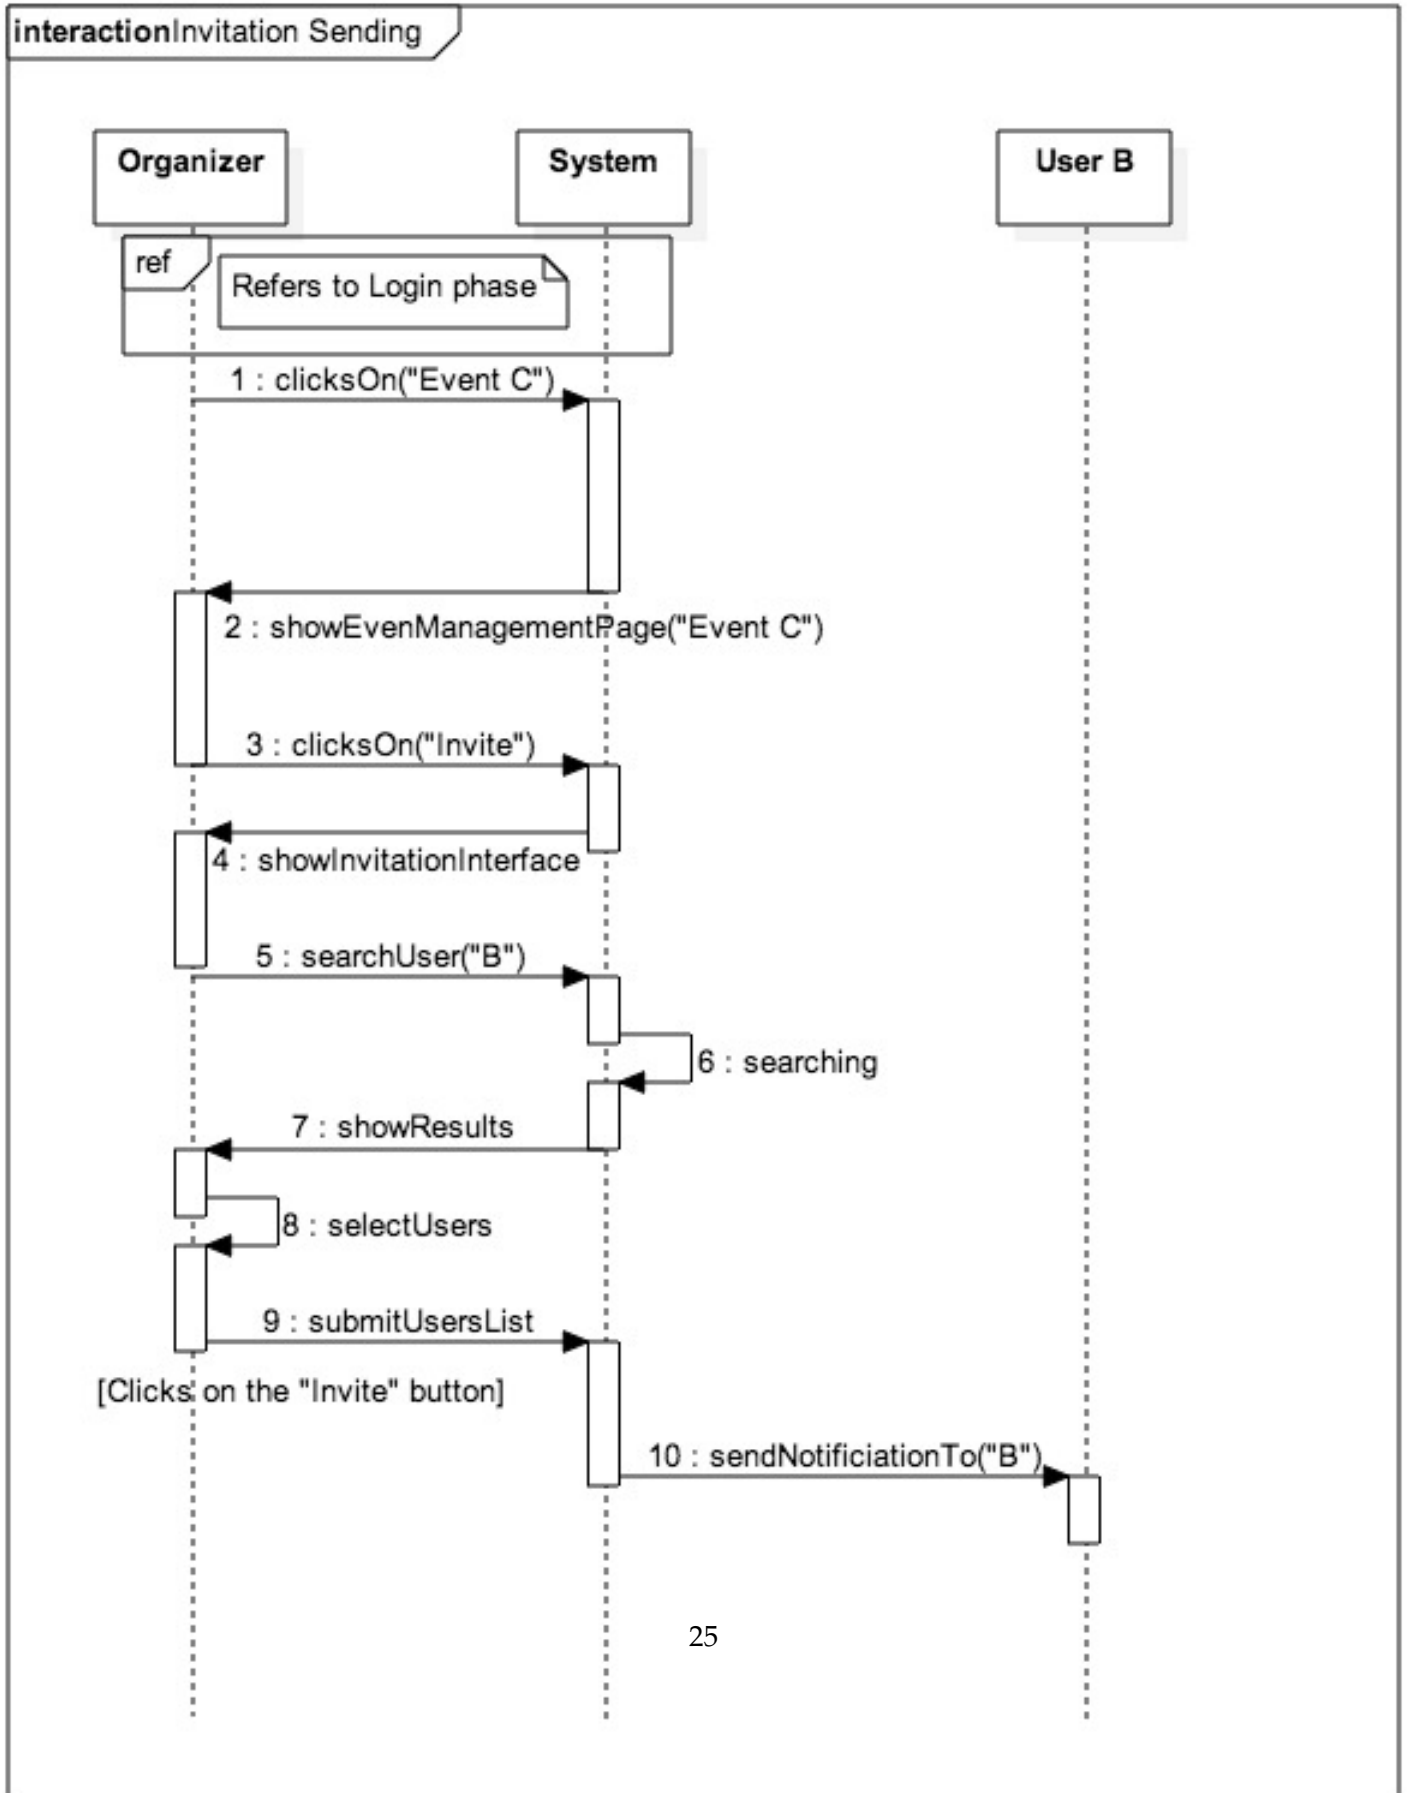 interactionInvitation Sending
Organizer
System
User B
ref
Refers to Login phase
1 : clicksOn("Event C")
2 : showEvenManagementPage("Event C")
3 : clicksOn("Invite")
4 : showInvitationInterface
5 : searchUser("B")
6 : searching
7 : showResults
8 : selectUsers
9 : submitUsersList
[Clicks on the "Invite" button]
10 : sendNotificiationTo("B")
25